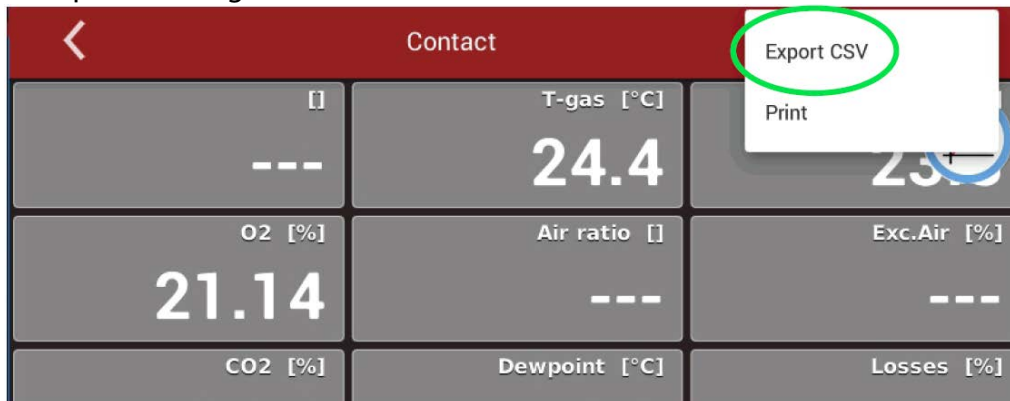 Contact
Export CSV
Print
[]
---
T-gas [°C]
24.4
O2 [%]
21.14
Air ratio []
---
Exc.Air [%]
---
CO2 [%]
Dewpoint [°C]
Losses [%]